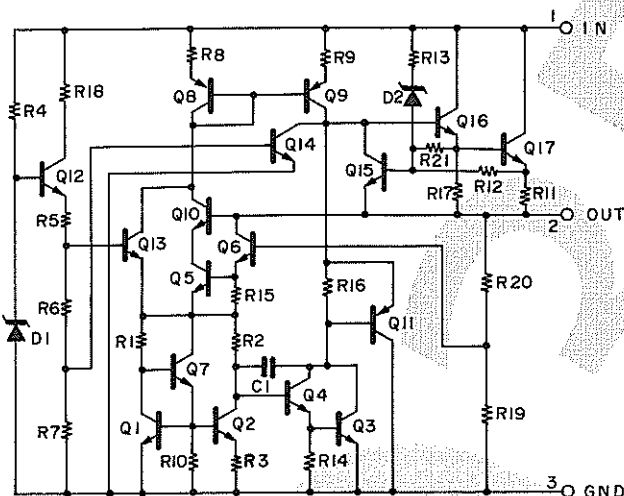 1
IN
R8
R9
R13
R18
R4
Q8
Q9
D2
Q16
Q14
Q17
Q12
Q15
R21
R12
R5
R17
R11
Q10
Q13
Q6
2
OUT
Q5
R20
R6
R15
R16
D1
R1
R2
Q11
Q7
C1
Q4
R7
Q1
Q2
Q3
R19
R10
R3
R14
3
GND